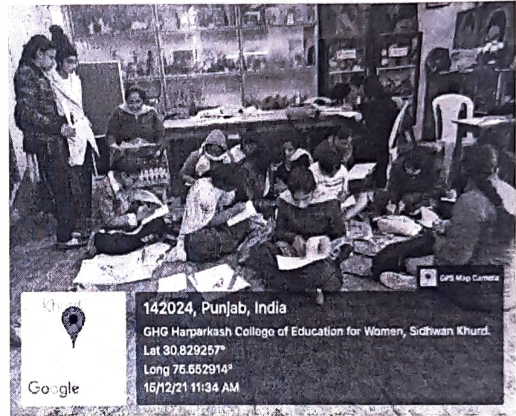 GPS Map Camera
Khurd
Google
142024, Punjab, India
GHG Harparkash College of Education for Women, Sidhwan Khurd.
Lat 30.829257°
Long 75.652914°
15/12/21 11:34 AM